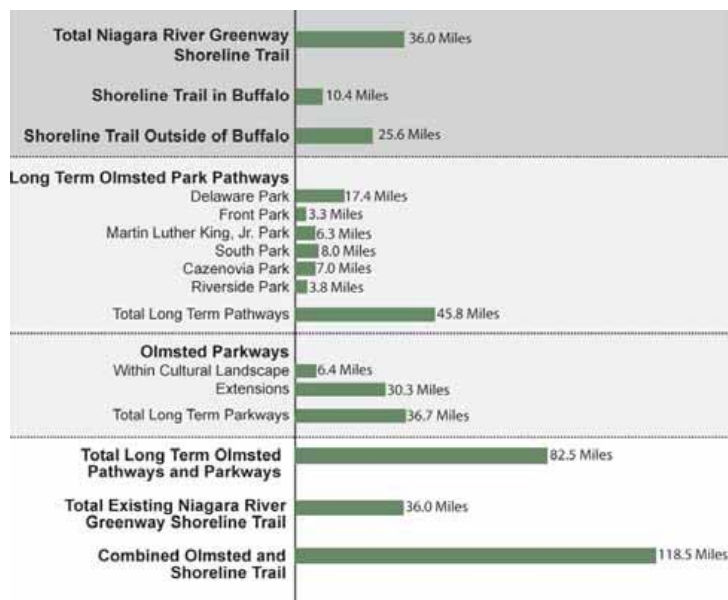 Total Niagara River Greenway 36.0 Miles
Shoreline Trail
Shoreline Trail in Buffalo 10.4 Miles
Shoreline Trail Outside of Buffalo 25.6 Miles
Long Term Olmsted Park Pathways
Delaware Park 17.4 Miles
Front Park 3.3 Miles
Martin Luther King, Jr. Park 6.3 Miles
South Park 8.0 Miles
Cazenovia Park 7.0 Miles
Riverside Park 3.8 Miles
Total Long Term Pathways 45.8 Miles
Olmsted Parkways
Within Cultural Landscape 6.4 Miles
Extensions 30.3 Miles
Total Long Term Parkways 36.7 Miles
Total Long Term Olmsted 82.5 Miles
Pathways and Parkways
Total Existing Niagara River 36.0 Miles
Greenway Shoreline Trail
Combined Olmsted and 118.5 Miles
Shoreline Trail